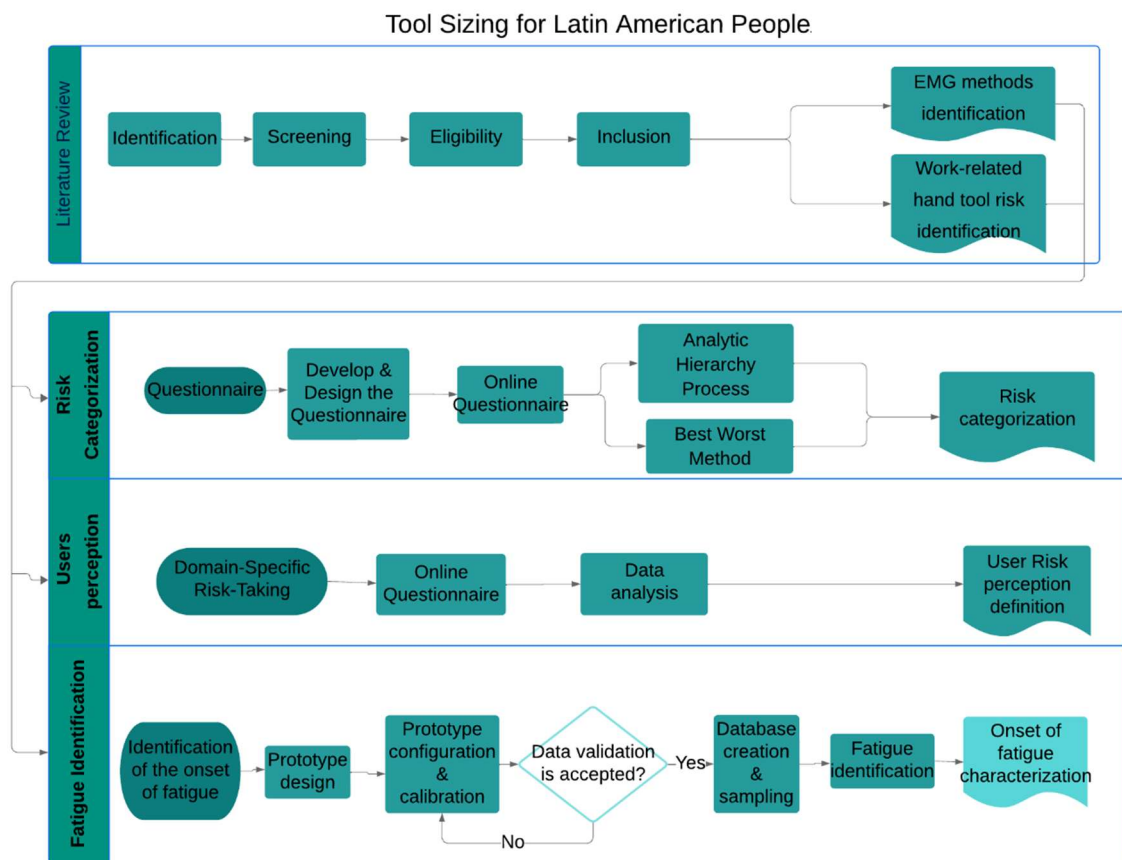 Tool Sizing for Latin American People
Literature Review
Identification
Screening
Eligibility
Inclusion
EMG methods
identification
Work-related
hand tool risk
identification
Risk
Categorization
Questionnaire
Develop &
Design the
Questionnaire
Online
Questionnaire
Analytic
Hierarchy
Process
Best Worst
Method
Risk
categorization
Users
perception
Domain-Specific
Risk-Taking
Online
Questionnaire
Data
analysis
User Risk
perception
definition
Fatigue Identification
Identification
of the onset
of fatigue
Prototype
design
Prototype
configuration
&
calibration
Data validation
is accepted?
Yes
No
Database
creation
&
sampling
Fatigue
identification
Onset of
fatigue
characterization